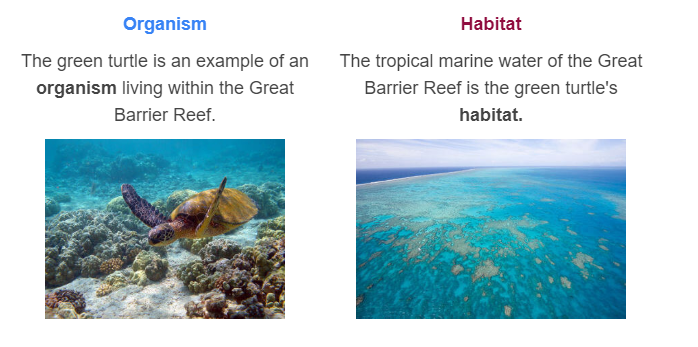 Organism
The green turtle is an example of an
organism living within the Great
Barrier Reef.
Habitat
The tropical marine water of the Great
Barrier Reef is the green turtle's
habitat.